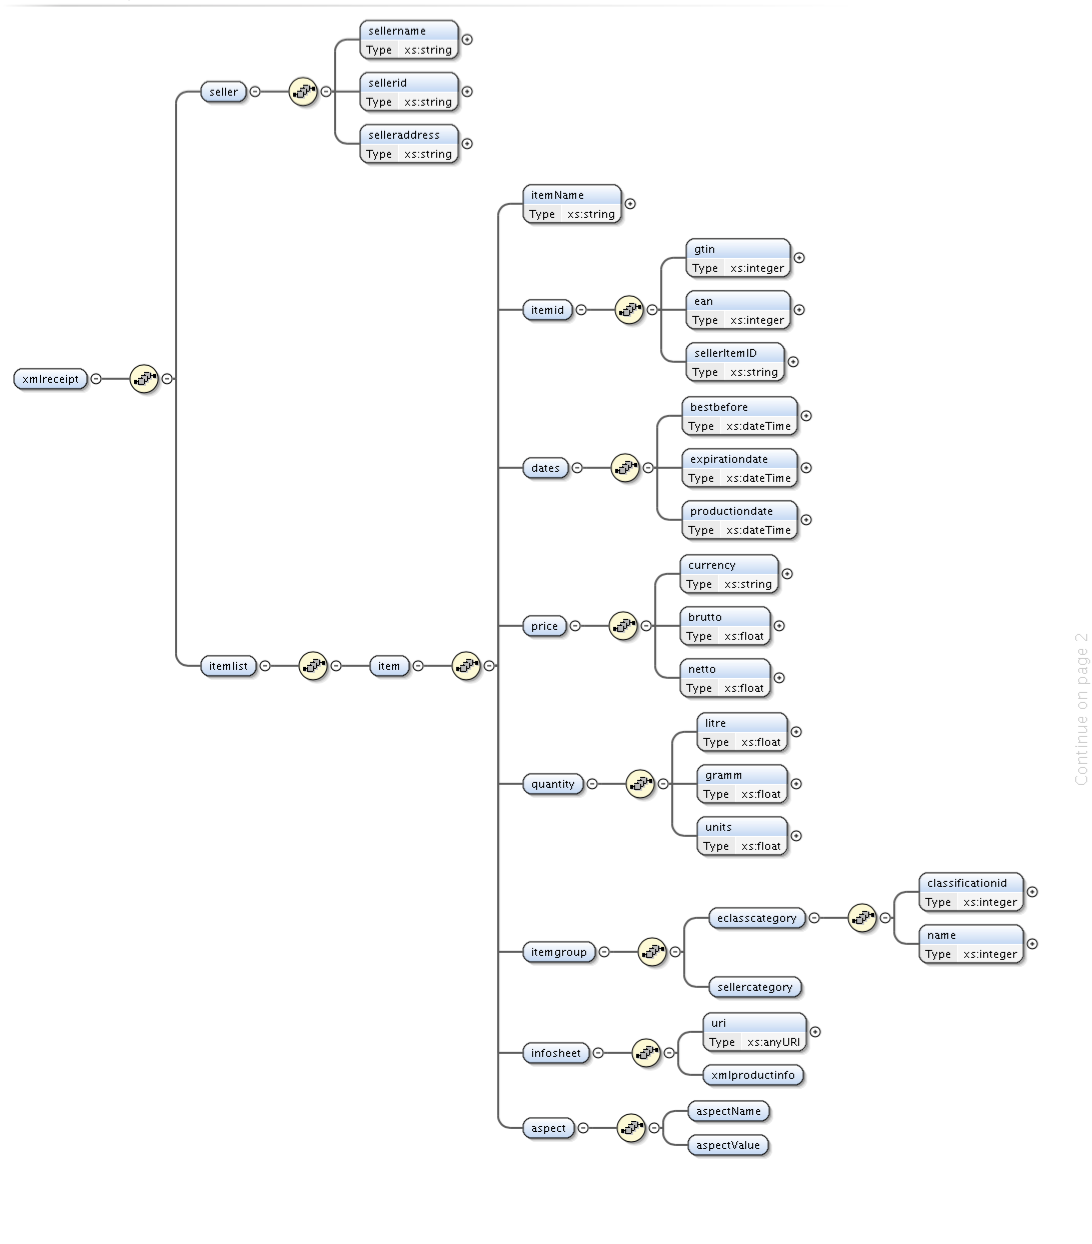 sellername
Type xs:string
seller
sellerid
Type xs:string
selleraddress
Type xs:string
itemName
Type xs:string
gtin
Type xs:integer
itemid
ean
Type xs:integer
sellerItemID
Type xs:string
xmlreceipt
bestbefore
Type xs:dateTime
dates
expirationdate
Type xs:dateTime
productiondate
Type xs:dateTime
currency
Type xs:string
price
brutto
Type xs:float
itemlist
item
netto
Type xs:float
litre
Type xs:float
quantity
gramm
Type xs:float
units
Type xs:float
classificationid
Type xs:integer
eclasscategory
name
Type xs:integer
itemgroup
sellercategory
uri
Type xs:anyURI
infosheet
xmlproductinfo
aspectName
aspect
aspectValue
Continue on page 2